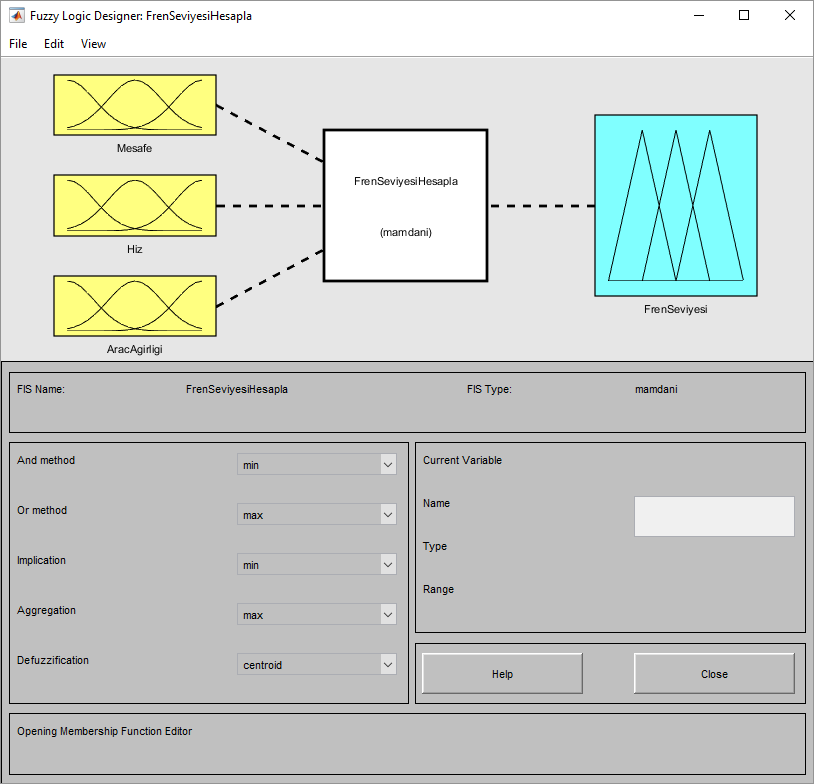 Fuzzy Logic Designer: FrenSeviyesiHesapla
File Edit View
Mesafe
Hiz
AracAgirligi
FrenSeviyesiHesapla
(mamdani)
FrenSeviyesi
FIS Name: FrenSeviyesiHesapla FIS Type: mamdani
And method min
Or method max
Implication min
Aggregation max
Defuzzification centroid
Current Variable
Name
Type
Range
Help Close
Opening Membership Function Editor